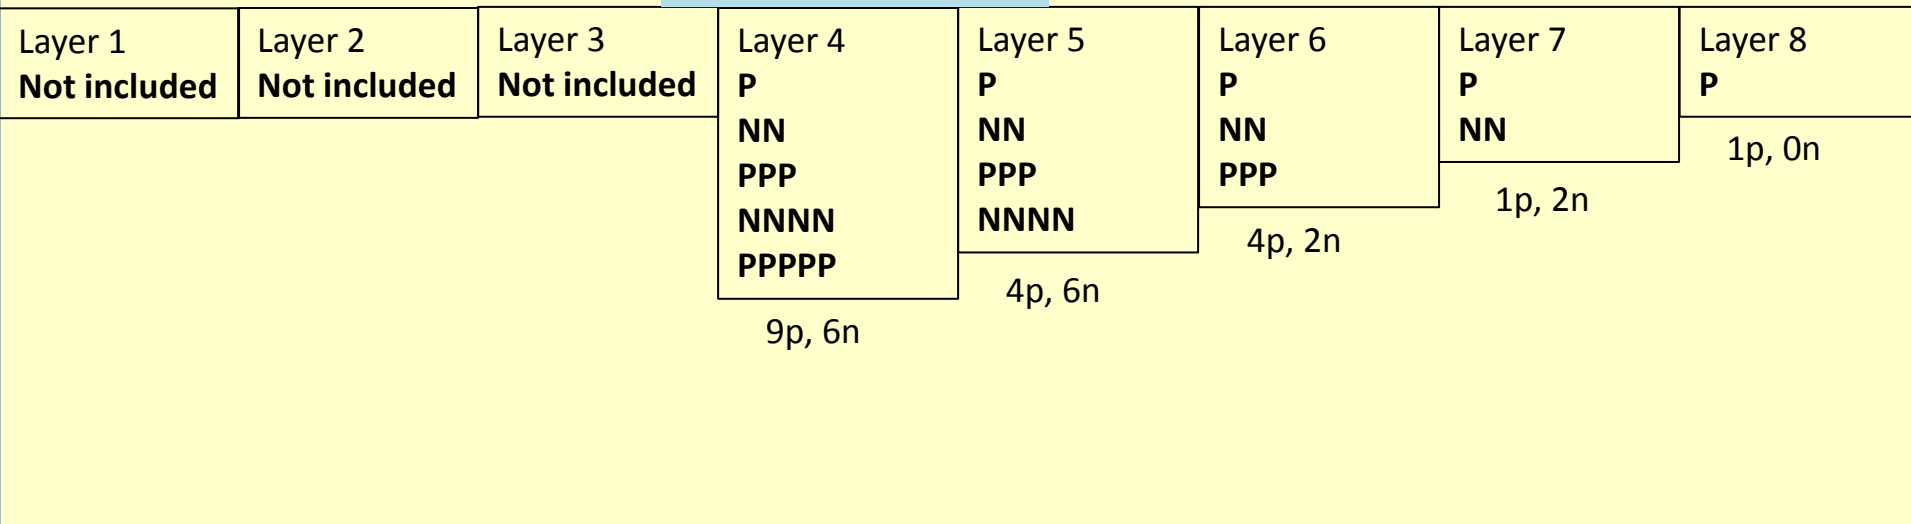 Layer 1
Not included
Layer 2
Not included
Layer 3
Not included
Layer 4
P
NN
PPP
NNNN
PPPPP
9p, 6n
Layer 5
P
NN
PPP
NNNN
4p, 6n
Layer 6
P
NN
PPP
4p, 2n
Layer 7
P
NN
1p, 2n
Layer 8
P
1p, 0n